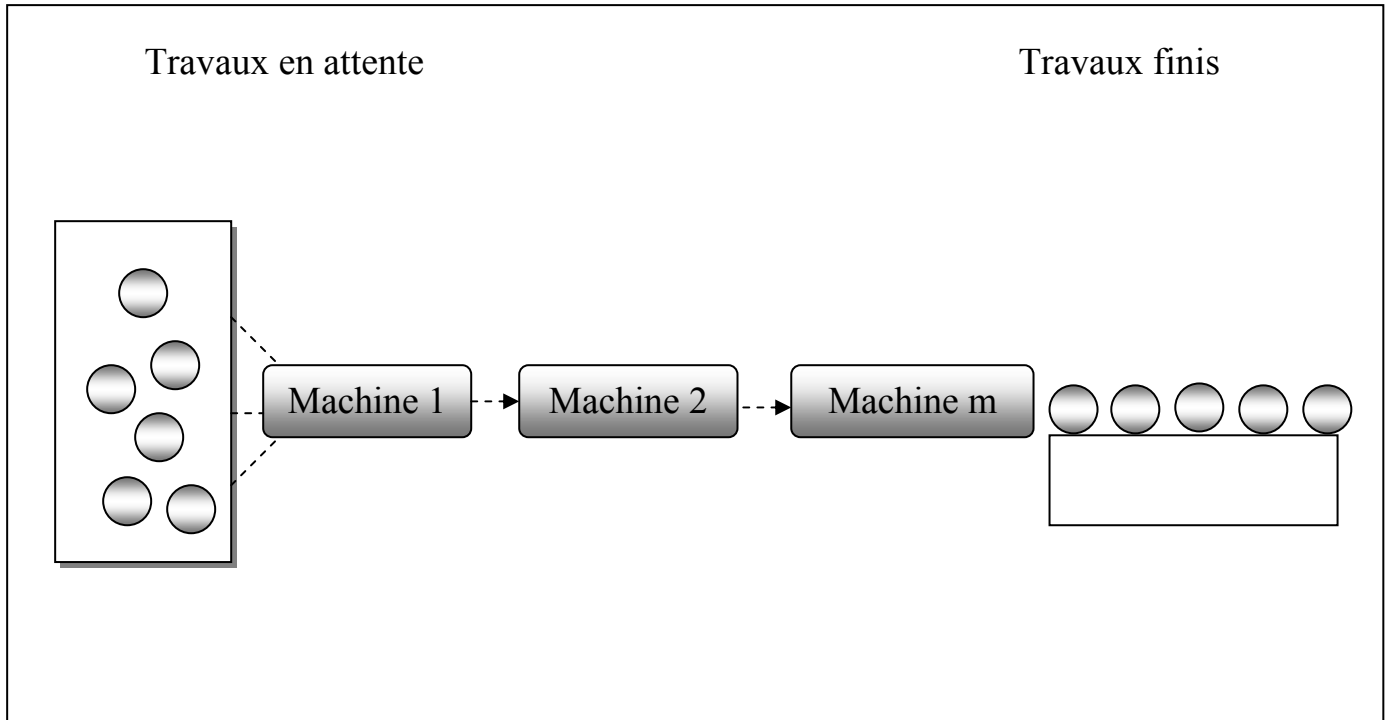 Travaux en attente
Travaux finis
Machine 1
Machine 2
Machine m